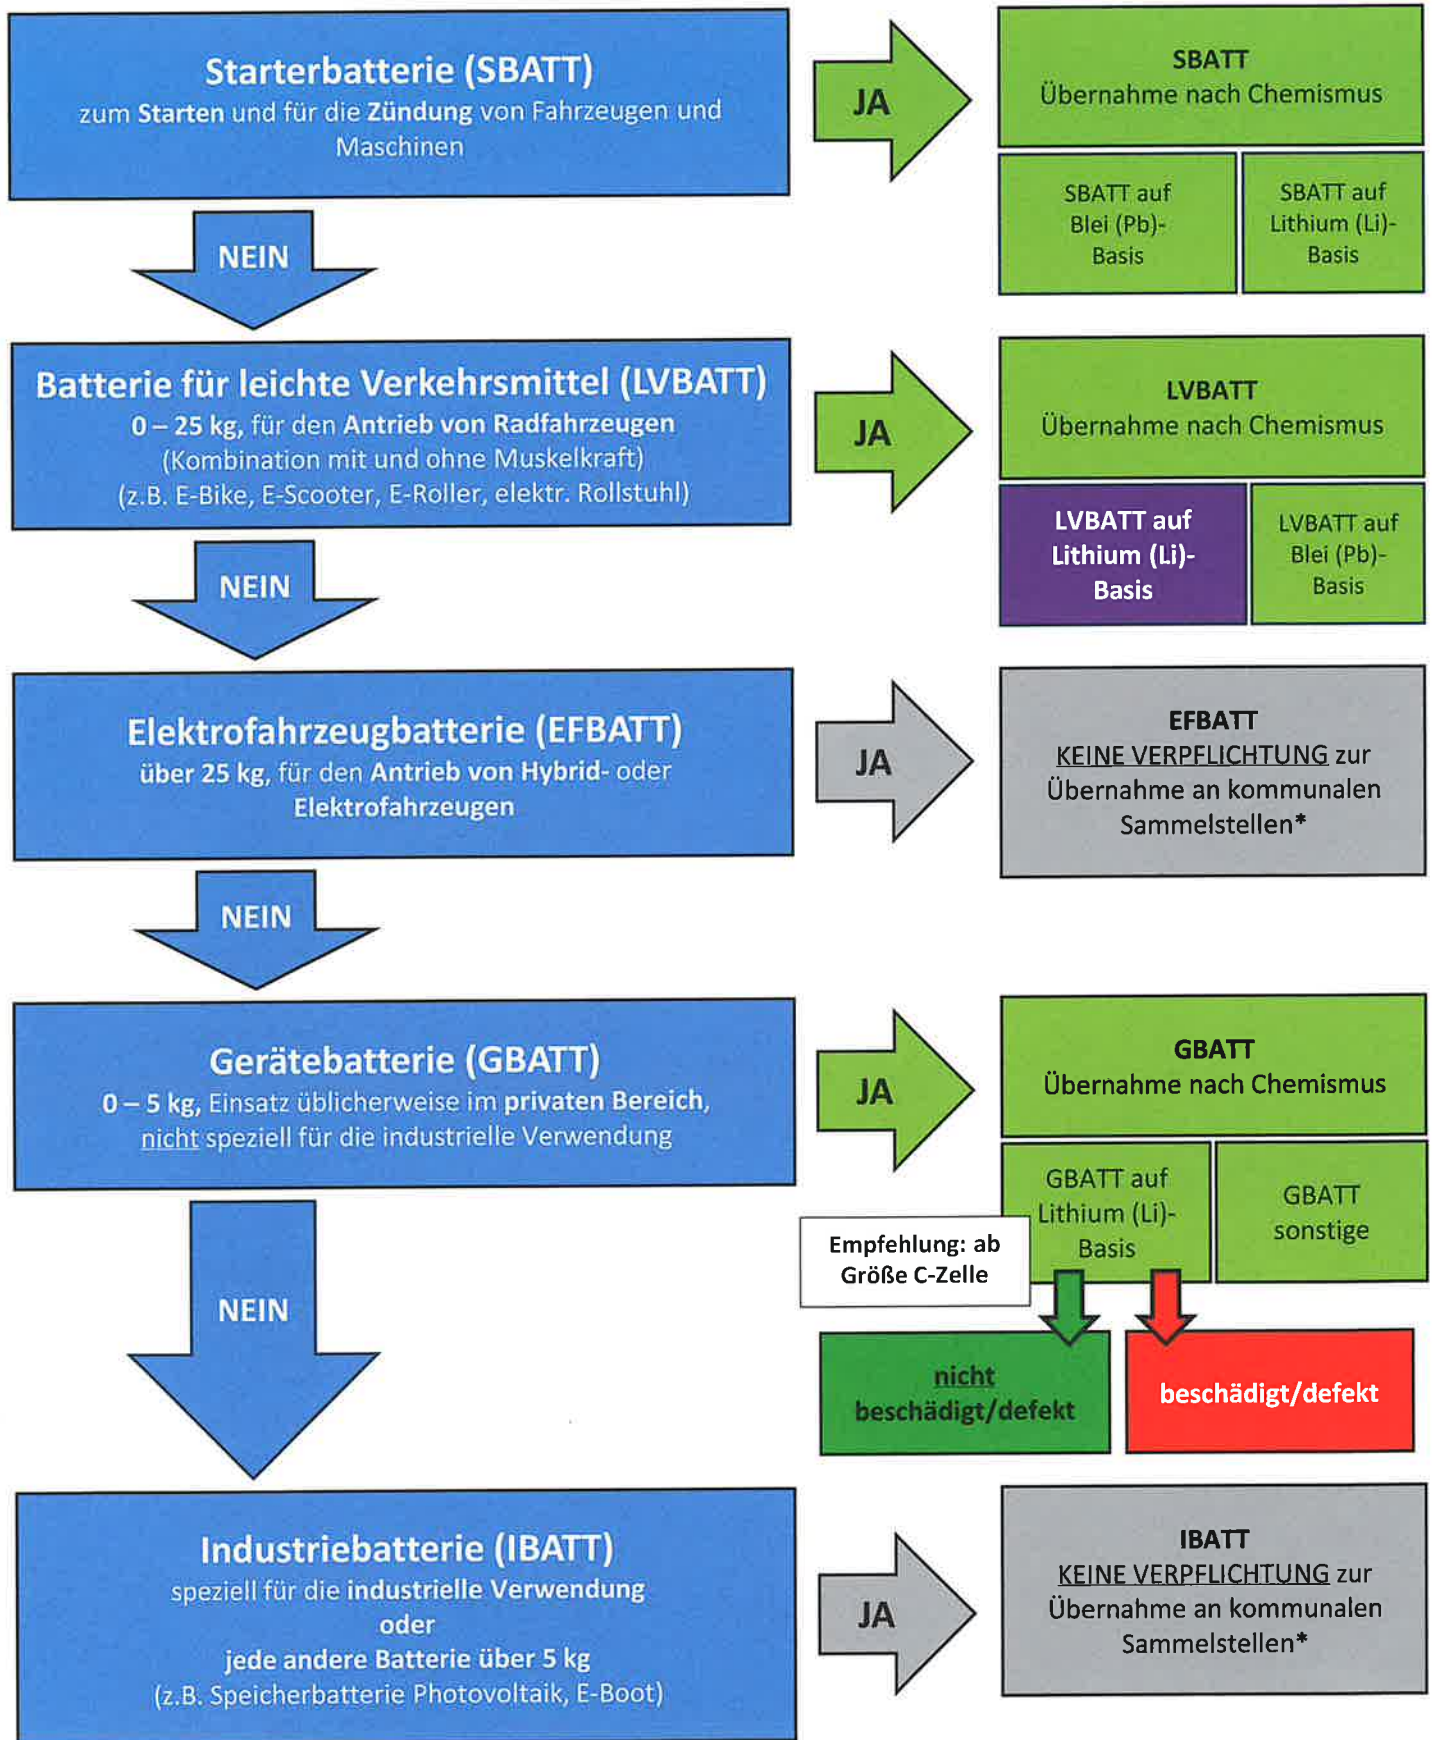 Starterbatterie (SBATT)
zum Starten und für die Zündung von Fahrzeugen und
Maschinen
JA
SBATT
Übernahme nach Chemismus
SBATT auf
Blei (Pb)-
Basis
SBATT auf
Lithium (Li)-
Basis
NEIN
Batterie für leichte Verkehrsmittel (LVBATT)
0 – 25 kg, für den Antrieb von Radfahrzeugen
(Kombination mit und ohne Muskelkraft)
(z.B. E-Bike, E-Scooter, E-Roller, elektr. Rollstuhl)
JA
LVBATT
Übernahme nach Chemismus
LVBATT auf
Lithium (Li)-
Basis
LVBATT auf
Blei (Pb)-
Basis
NEIN
Elektrofahrzeugbatterie (EFBATT)
über 25 kg, für den Antrieb von Hybrid- oder
Elektrofahrzeugen
JA
EFBATT
KEINE VERPFLICHTUNG zur
Übernahme an kommunalen
Sammelstellen*
NEIN
Gerätebatterie (GBATT)
0 – 5 kg, Einsatz üblicherweise im privaten Bereich,
nicht speziell für die industrielle Verwendung
JA
GBATT
Übernahme nach Chemismus
GBATT auf
Lithium (Li)-
Basis
GBATT
sonstige
Empfehlung: ab
Größe C-Zelle
nicht
beschädigt/defekt
beschädigt/defekt
NEIN
Industriebatterie (IBATT)
speziell für die industrielle Verwendung
oder
jede andere Batterie über 5 kg
(z.B. Speicherbatterie Photovoltaik, E-Boot)
JA
IBATT
KEINE VERPFLICHTUNG zur
Übernahme an kommunalen
Sammelstellen*